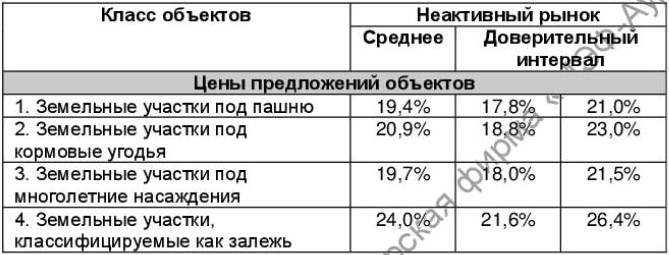 Класс объектов Неактивный рынок
Среднее Доверительный
интервал
Цены предложений объектов
1. Земельные участки под пашню 19,4% 17,8% 21,0%
2. Земельные участки под 20,9% 18,8% 23,0%
кормовые угодья
3. Земельные участки под 19,7% 18,0% 21,5%
многолетние насаждения
4. Земельные участки, 24,0% 21,6% 26,4%
классифицируемые как залежь
фирма